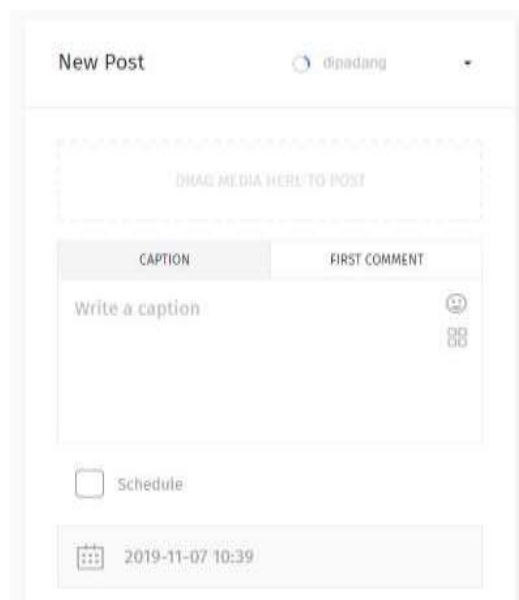 New Post dipadang
DRAG MEDIA HERE TO POST
CAPTION FIRST COMMENT
Write a caption
Schedule
2019-11-07 10:39